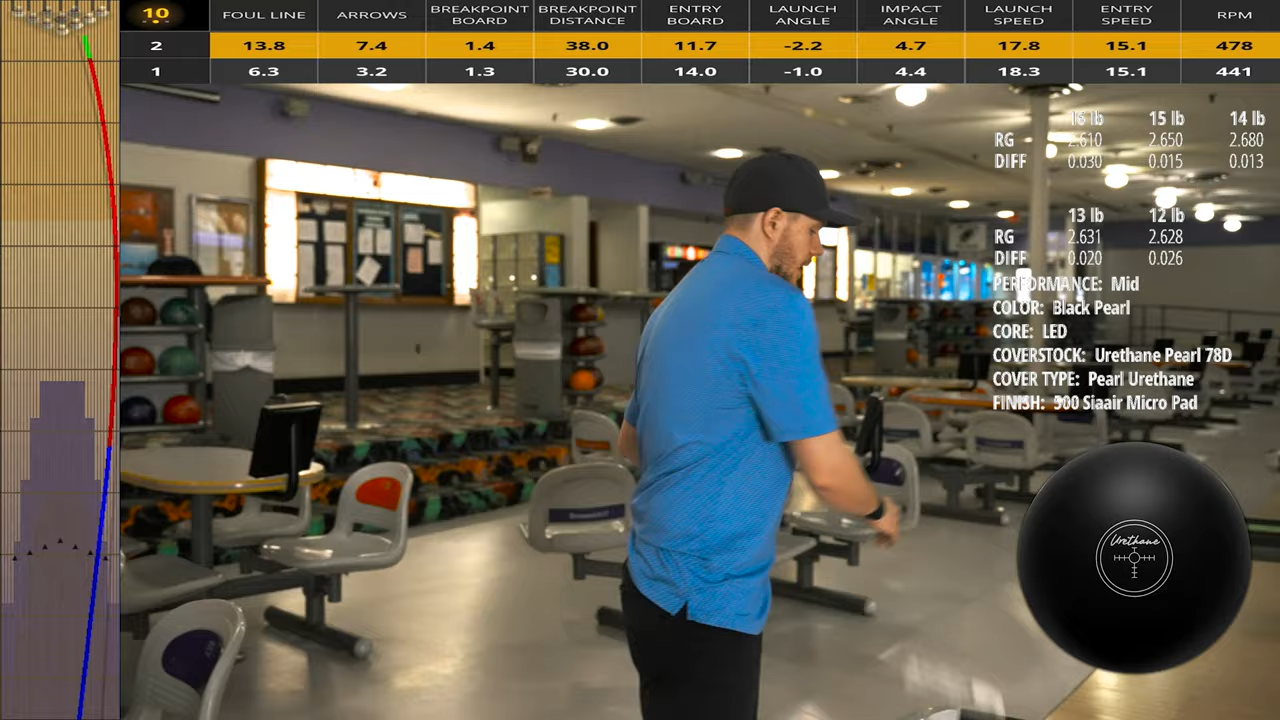 10 FOUL LINE ARROWS BREAKPOINT BOARD BREAKPOINT DISTANCE ENTRY BOARD LAUNCH ANGLE IMPACT ANGLE LAUNCH SPEED ENTRY SPEED RPM
2 13.8 7.4 1.4 38.0 11.7 -2.2 4.7 17.8 15.1 478
1 6.3 3.2 1.3 30.0 14.0 -1.0 4.4 18.3 15.1 441
16 lb 15 lb 14 lb
RG 2.610 2.650 2.680
DIFF 0.030 0.015 0.013
13 lb 12 lb
RG 2.631 2.628
DIFF 0.020 0.026
PERFORMANCE: Mid
COLOR: Black Pearl
CORE: LED
COVERSTOCK: Urethane Pearl 78D
COVER TYPE: Pearl Urethane
FINISH: 500 Siaair Micro Pad
Urethane